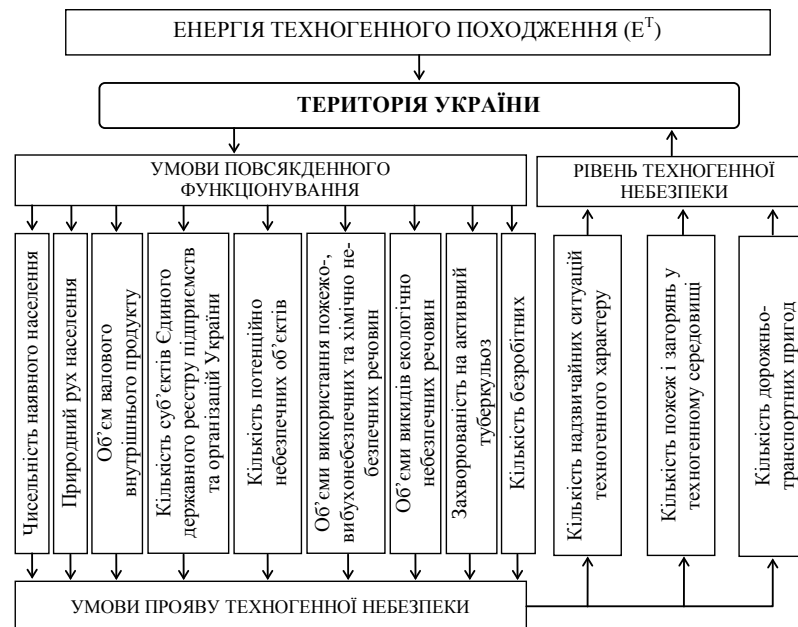 ЕНЕРГІЯ ТЕХНОГЕННОГО ПОХОДЖЕННЯ (Еᵀ)
ТЕРИТОРІЯ УКРАЇНИ
УМОВИ ПОВСЯКДЕННОГО
ФУНКЦІОНУВАННЯ
РІВЕНЬ ТЕХНОГЕННОЇ
НЕБЕЗПЕКИ
Чисельність наявного населення
Природний рух населення
Об’єм валового
внутрішнього продукту
Кількість суб’єктів Єдиного
державного реєстру підприємств
та організацій України
Кількість потенційно
небезпечних об’єктів
Об’єми використання пожежо-,
вибухонебезпечних та хімічно не-
безпечних речовин
Об’єми викидів екологічно
небезпечних речовин
Захворюваність на активний
туберкульоз
Кількість безробітних
Кількість надзвичайних ситуацій
техногенного характеру
Кількість пожеж і загорянь у
техногенному середовищі
Кількість дорожньо-
транспортних пригод
УМОВИ ПРОЯВУ ТЕХНОГЕННОЇ НЕБЕЗПЕКИ